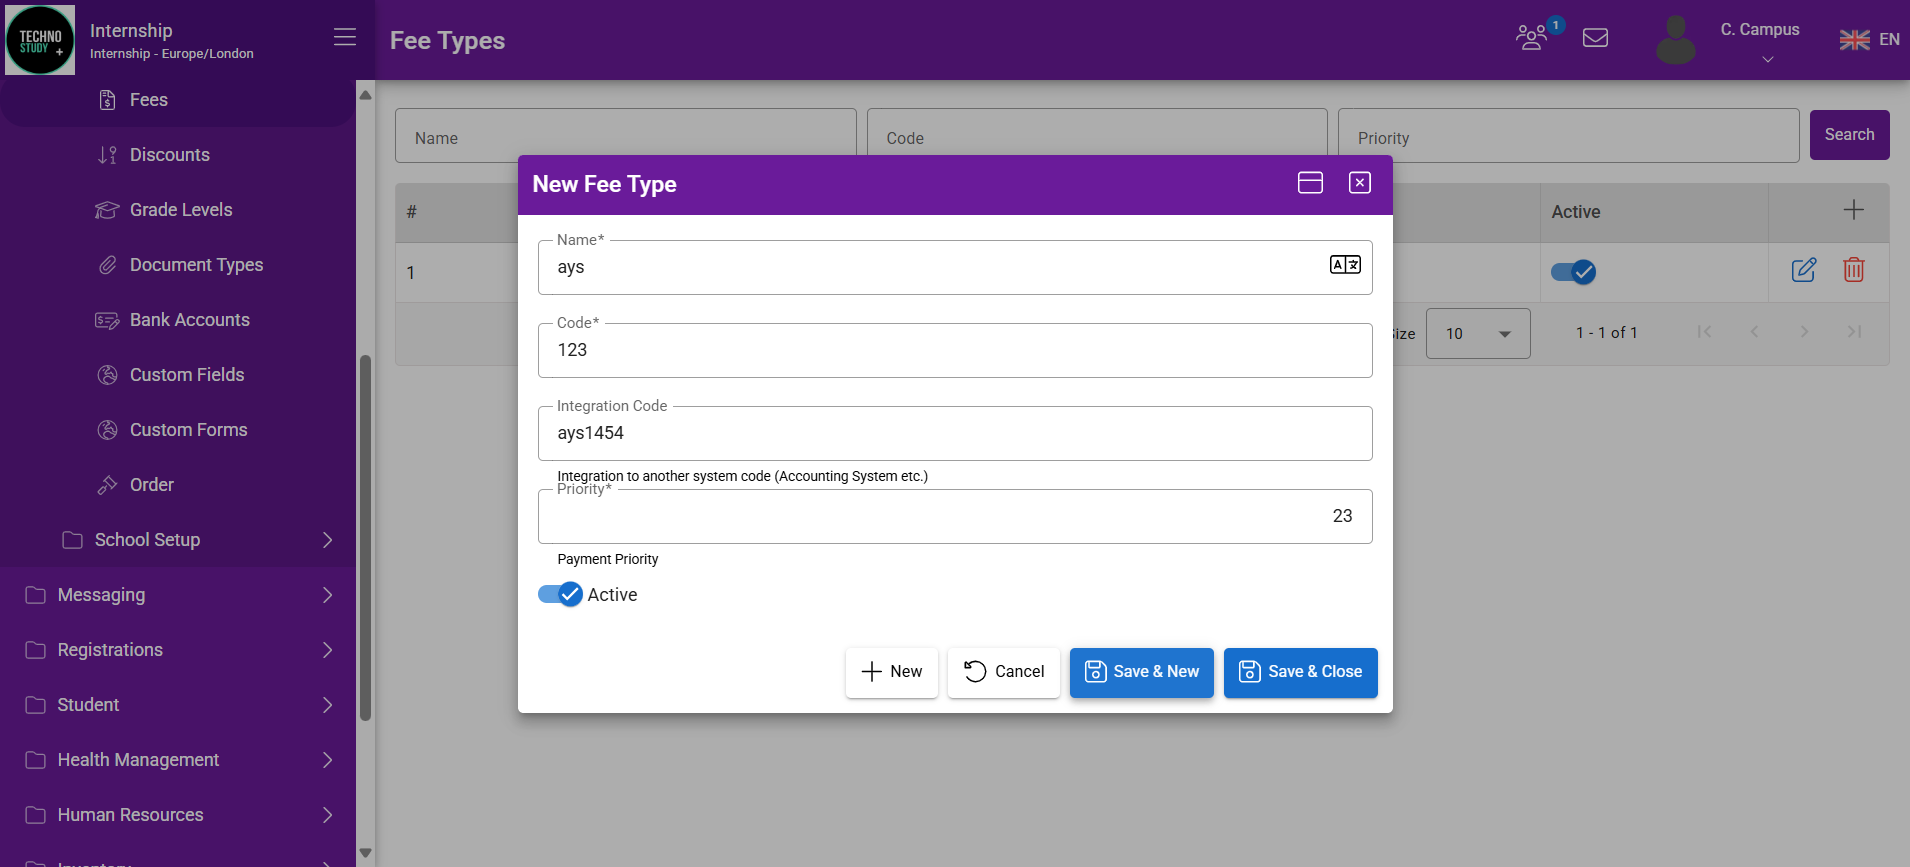 TECHNO
STUDY
Internship
Internship - Europe/London
Fee Types
1
C. Campus
EN
Fees
Discounts
Grade Levels
Document Types
Bank Accounts
Custom Fields
Custom Forms
Order
School Setup
Messaging
Registrations
Student
Health Management
Human Resources
Inventory
Name
Code
Priority
Search
#
Active
1
10
1 - 1 of 1
New Fee Type
Name*
ays
Code*
123
Integration Code
ays1454
Integration to another system code (Accounting System etc.)
Priority*
23
Payment Priority
Active
New
Cancel
Save & New
Save & Close